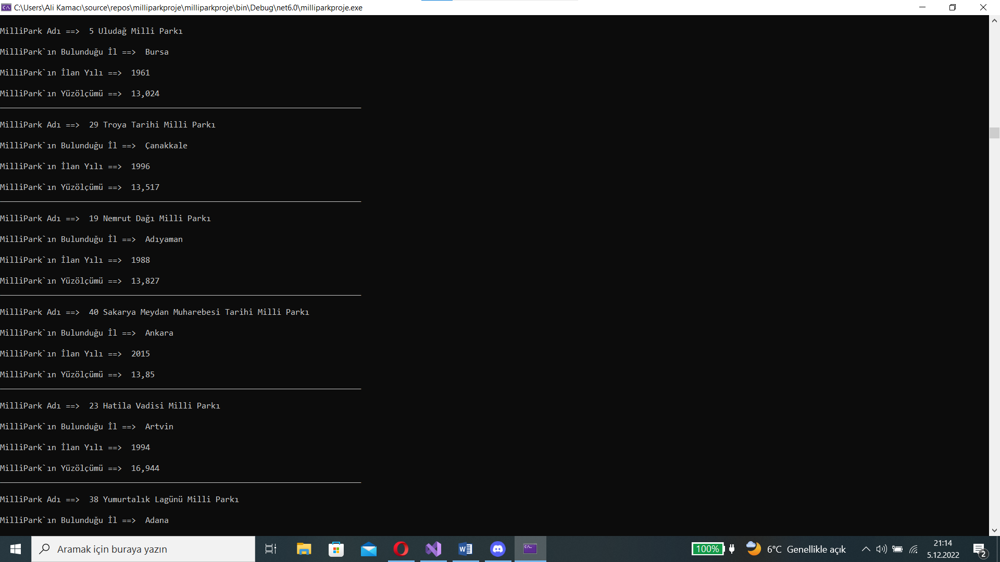 C:\Users\Ali Kamacı\source\repos\milliparkproje\milliparkproje\bin\Debug\net6.0\milliparkproje.exe
MilliPark Adı ==>  5 Uludağ Milli Parkı
MilliPark`ın Bulunduğu İl ==>  Bursa
MilliPark`ın İlan Yılı ==>  1961
MilliPark`ın Yüzölçümü ==>  13,024
MilliPark Adı ==>  29 Troya Tarihi Milli Parkı
MilliPark`ın Bulunduğu İl ==>  Çanakkale
MilliPark`ın İlan Yılı ==>  1996
MilliPark`ın Yüzölçümü ==>  13,517
MilliPark Adı ==>  19 Nemrut Dağı Milli Parkı
MilliPark`ın Bulunduğu İl ==>  Adıyaman
MilliPark`ın İlan Yılı ==>  1988
MilliPark`ın Yüzölçümü ==>  13,827
MilliPark Adı ==>  40 Sakarya Meydan Muharebesi Tarihi Milli Parkı
MilliPark`ın Bulunduğu İl ==>  Ankara
MilliPark`ın İlan Yılı ==>  2015
MilliPark`ın Yüzölçümü ==>  13,85
MilliPark Adı ==>  23 Hatila Vadisi Milli Parkı
MilliPark`ın Bulunduğu İl ==>  Artvin
MilliPark`ın İlan Yılı ==>  1994
MilliPark`ın Yüzölçümü ==>  16,944
MilliPark Adı ==>  38 Yumurtalık Lagünü Milli Parkı
MilliPark`ın Bulunduğu İl ==>  Adana
Aramak için buraya yazın
100%
6°C Genellikle açık
21:14
5.12.2022
2